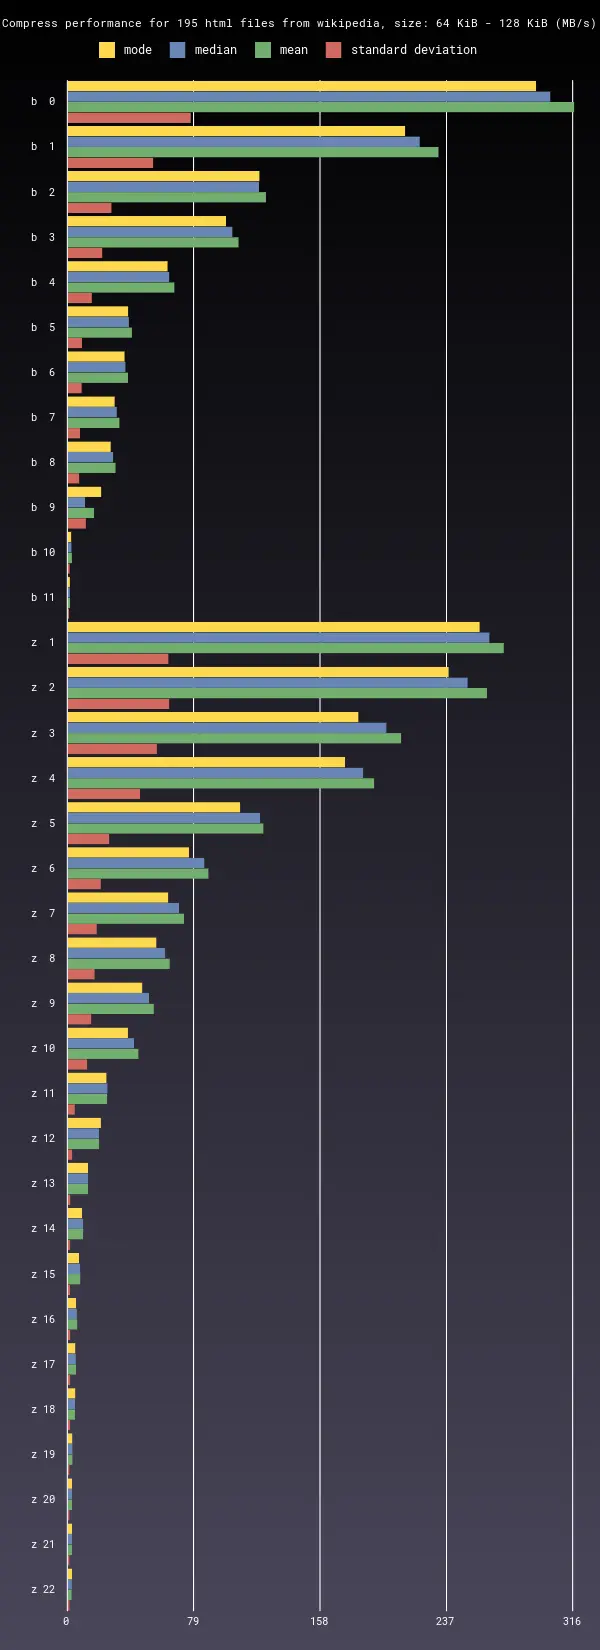 Compress performance for 195 html files from wikipedia, size: 64 KiB - 128 KiB (MB/s)
mode median mean standard deviation
b 0
b 1
b 2
b 3
b 4
b 5
b 6
b 7
b 8
b 9
b 10
b 11
z 1
z 2
z 3
z 4
z 5
z 6
z 7
z 8
z 9
z 10
z 11
z 12
z 13
z 14
z 15
z 16
z 17
z 18
z 19
z 20
z 21
z 22
0 79 158 237 316